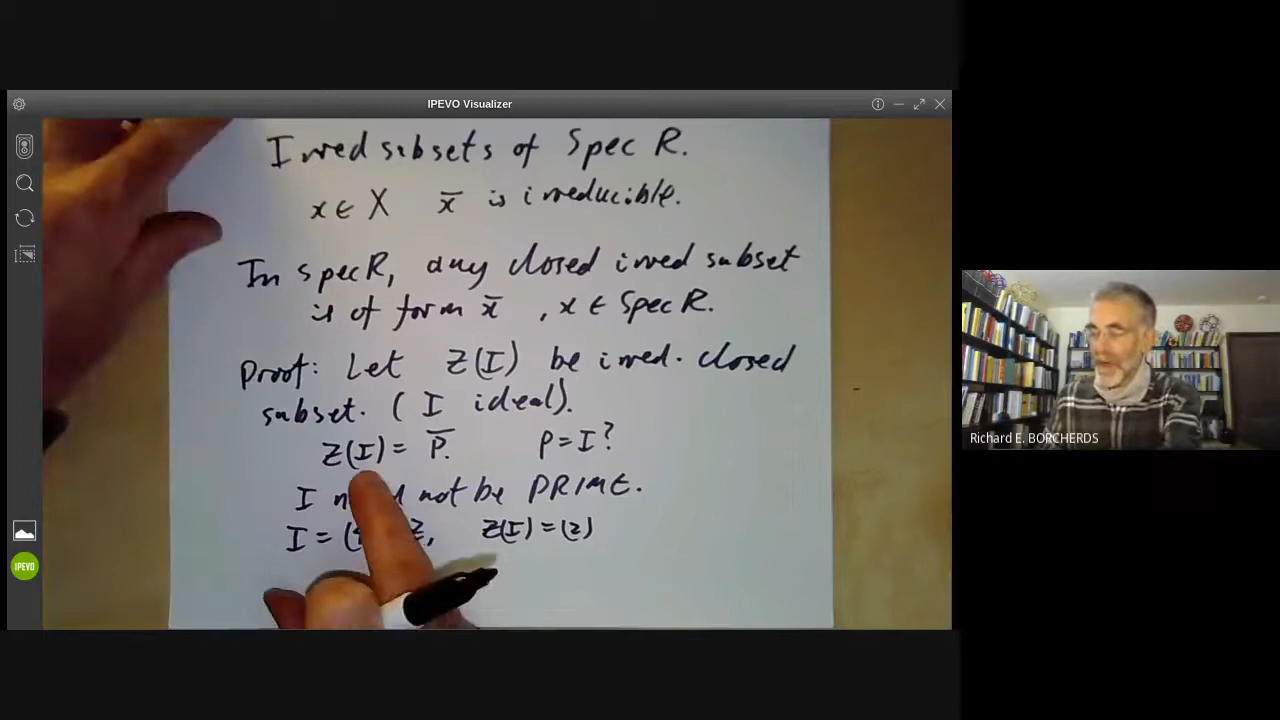 IPEVO Visualizer
Irred subsets of Spec R.
x ∈ X x̄ is irreducible.
In spec R, any closed irred subset
is of form x̄ , x ∈ Spec R.
Proof: Let Z(I) be irred. closed
subset. ( I ideal).
Z(I) = P̄. P = I?
I not be PRIME.
I = ( Z, Z(I) = (2)
IPEVO
Richard E. BORCHERDS